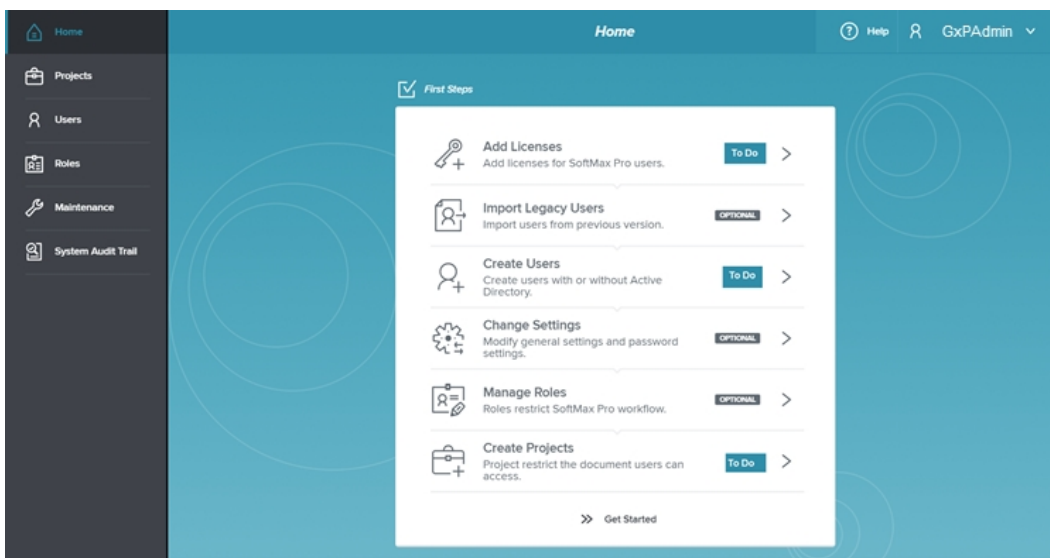 Home
Projects
Users
Roles
Maintenance
System Audit Trail
Home
Help
GxPAdmin
First Steps
Add Licenses
Add licenses for SoftMax Pro users.
To Do
Import Legacy Users
Import users from previous version.
OPTIONAL
Create Users
Create users with or without Active
Directory.
To Do
Change Settings
Modify general settings and password
settings.
OPTIONAL
Manage Roles
Roles restrict SoftMax Pro workflow.
OPTIONAL
Create Projects
Project restrict the document users can
access.
To Do
Get Started